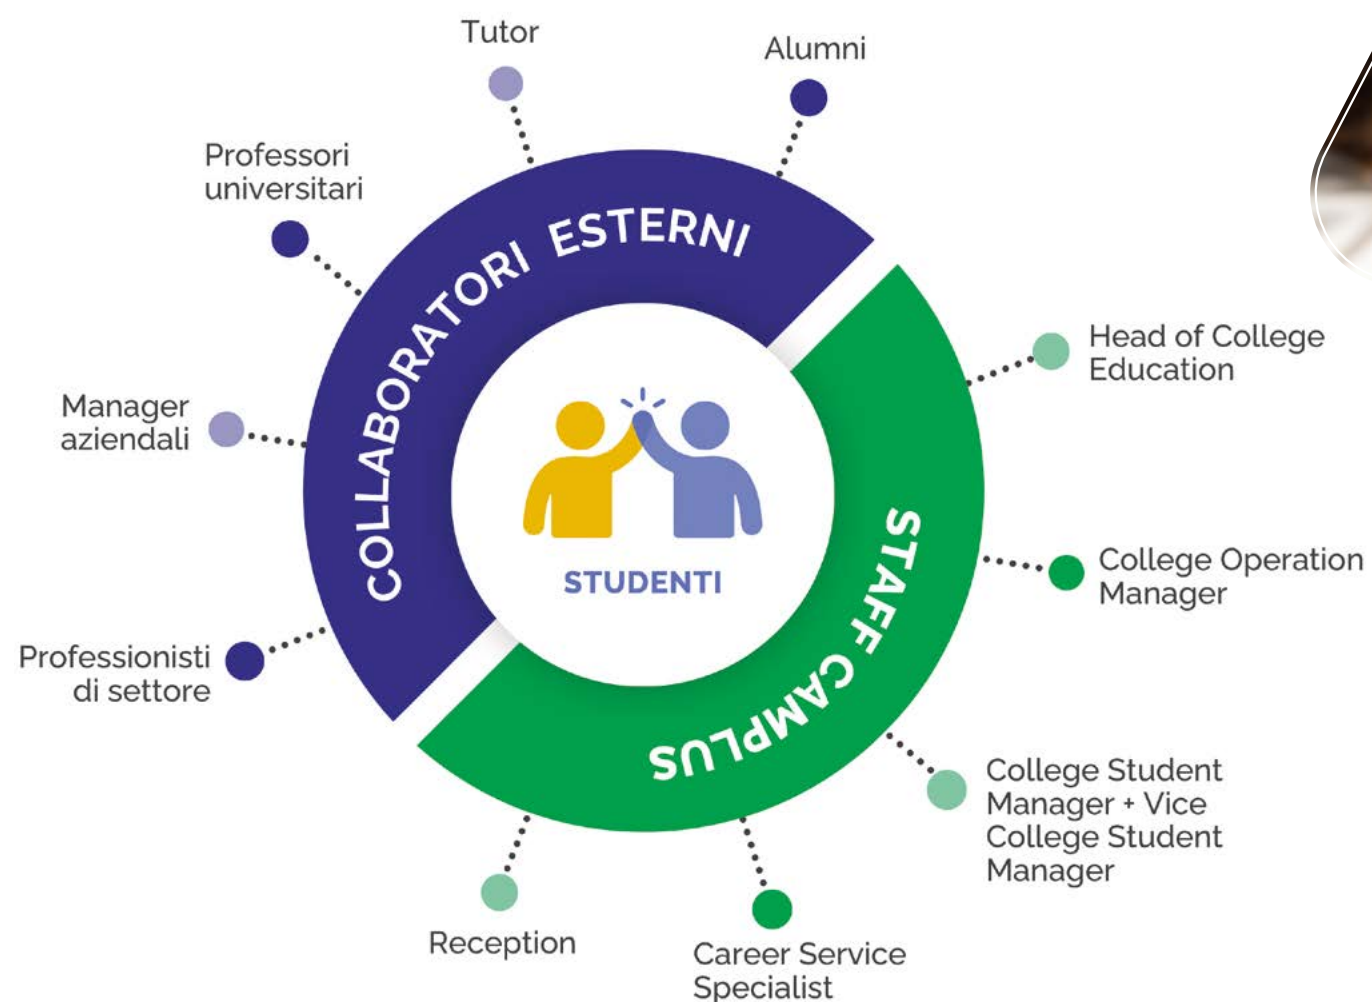 Tutor
Alumni
Professori
universitari
COLLABORATORI ESTERNI
Head of College
Education
Manager
aziendali
College Operation
Manager
STUDENTI
STAFF CAMPLUS
Professionisti
di settore
College Student
Manager + Vice
College Student
Manager
Reception
Career Service
Specialist